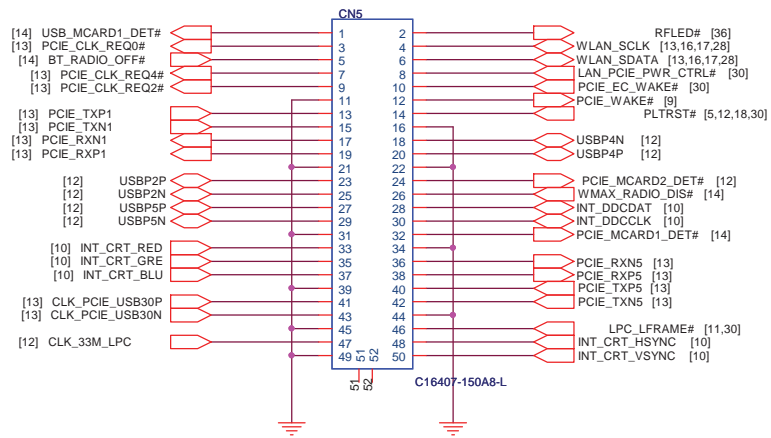 CN5
[14] USB_MCARD1_DET# 1 2 RFLED# [36]
[13] PCIE_CLK_REQ0# 3 4 WLAN_SCLK [13,16,17,28]
[14] BT_RADIO_OFF# 5 6 WLAN_SDATA [13,16,17,28]
[13] PCIE_CLK_REQ4# 7 8 LAN_PCIE_PWR_CTRL# [30]
[13] PCIE_CLK_REQ2# 9 10 PCIE_EC_WAKE# [30]
11 12 PCIE_WAKE# [9]
[13] PCIE_TXP1 13 14 PLTRST# [5,12,18,30]
[13] PCIE_TXN1 15 16
[13] PCIE_RXN1 17 18 USBP4N [12]
[13] PCIE_RXP1 19 20 USBP4P [12]
21 22
[12] USBP2P 23 24 PCIE_MCARD2_DET# [12]
[12] USBP2N 25 26 WMAX_RADIO_DIS# [14]
[12] USBP5P 27 28 INT_DDCDAT [10]
[12] USBP5N 29 30 INT_DDCCLK [10]
31 32 PCIE_MCARD1_DET# [14]
[10] INT_CRT_RED 33 34
[10] INT_CRT_GRE 35 36 PCIE_RXN5 [13]
[10] INT_CRT_BLU 37 38 PCIE_RXP5 [13]
39 40 PCIE_TXP5 [13]
[13] CLK_PCIE_USB30P 41 42 PCIE_TXN5 [13]
[13] CLK_PCIE_USB30N 43 44
45 46 LPC_LFRAME# [11,30]
[12] CLK_33M_LPC 47 48 INT_CRT_HSYNC [10]
49 51 52 50 INT_CRT_VSYNC [10]
51 52 C16407-150A8-L